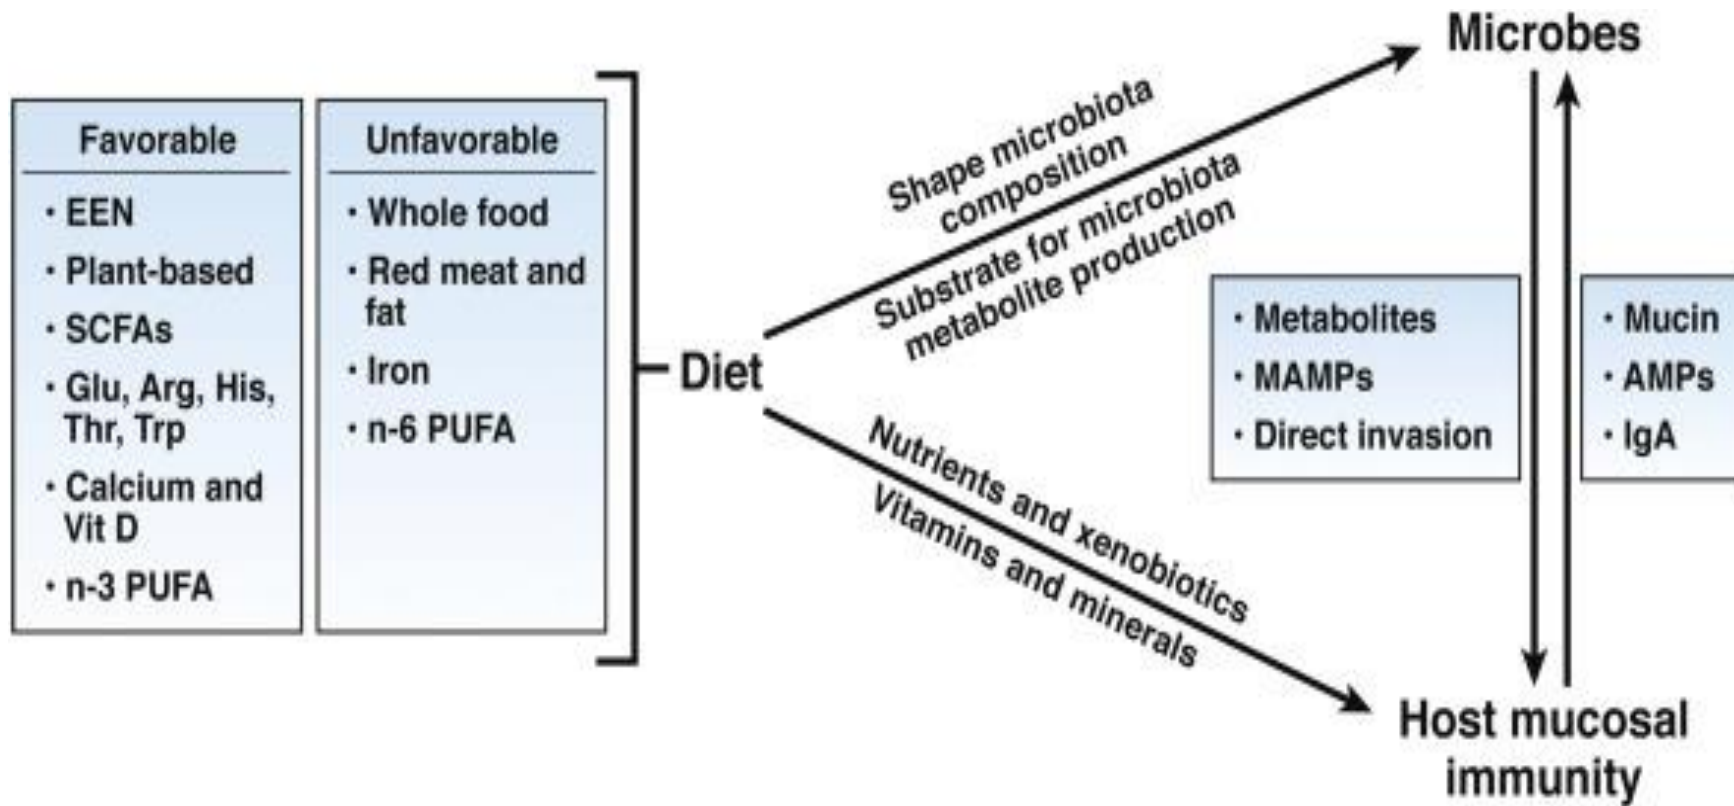 Favorable
· EEN
· Plant-based
· SCFAs
· Glu, Arg, His,
Thr, Trp
· Calcium and
Vit D
· n-3 PUFA
Unfavorable
· Whole food
· Red meat and
fat
· Iron
· n-6 PUFA
Diet
Shape microbiota
composition
Substrate for microbiota
metabolite production
Nutrients and xenobiotics
Vitamins and minerals
Microbes
· Metabolites
· MAMPs
· Direct invasion
· Mucin
· AMPs
· IgA
Host mucosal
immunity